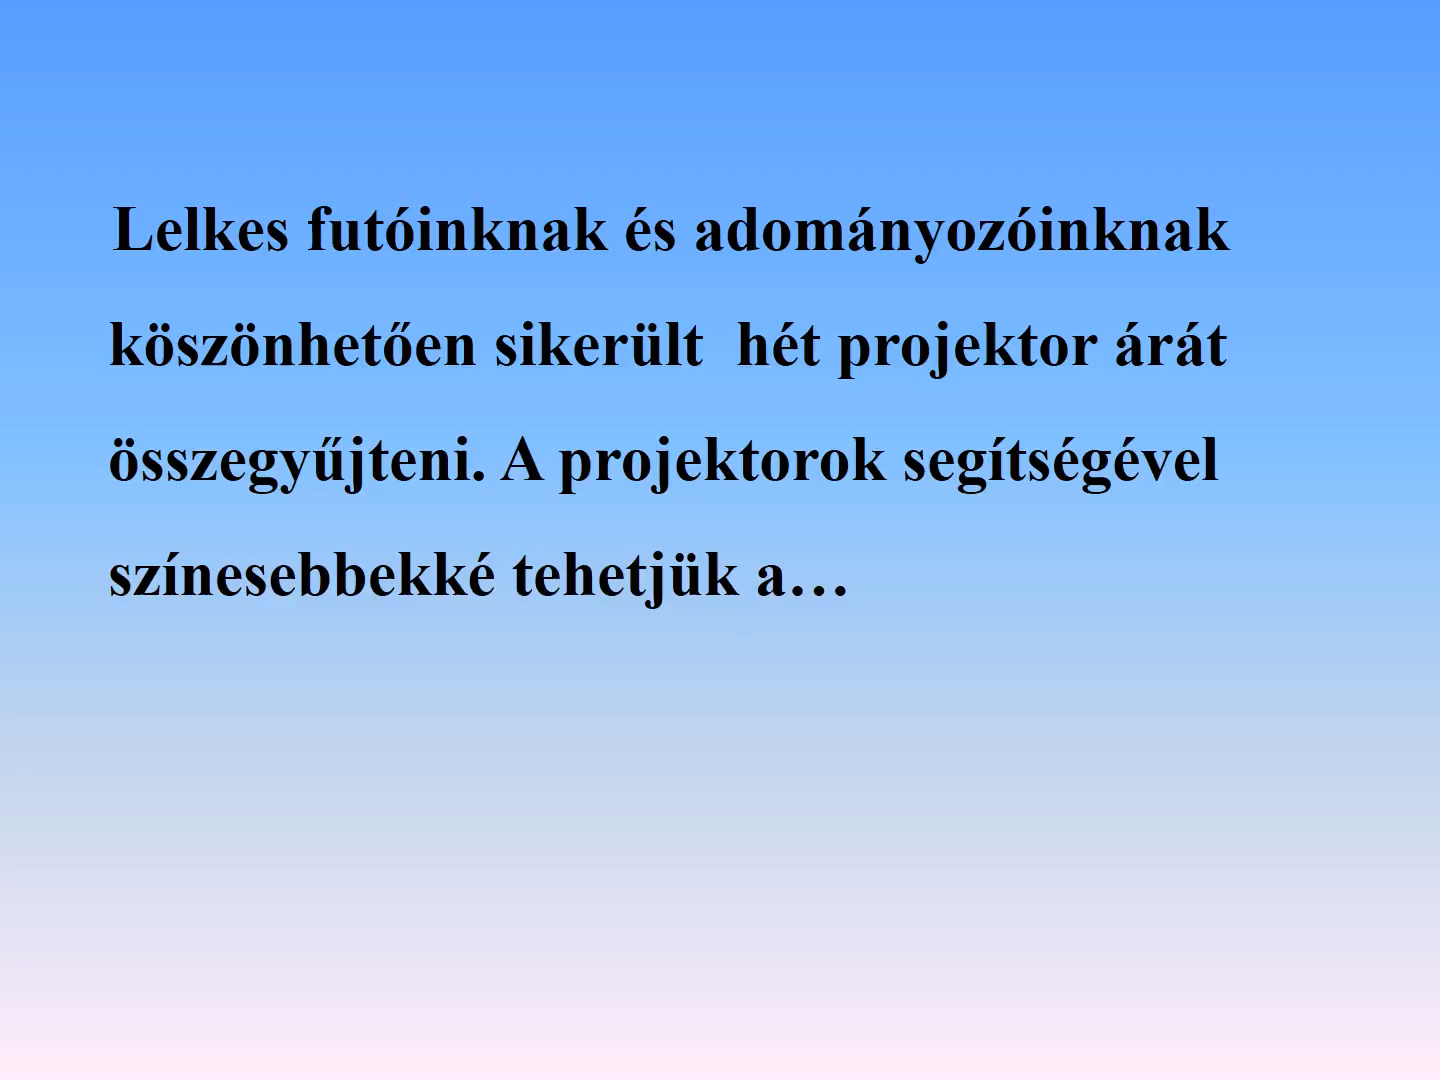 Lelkes futóinknak és adományozóinknak
köszönhetően sikerült  hét projektor árát
összegyűjteni. A projektorok segítségével
színesebbekké tehetjük a…